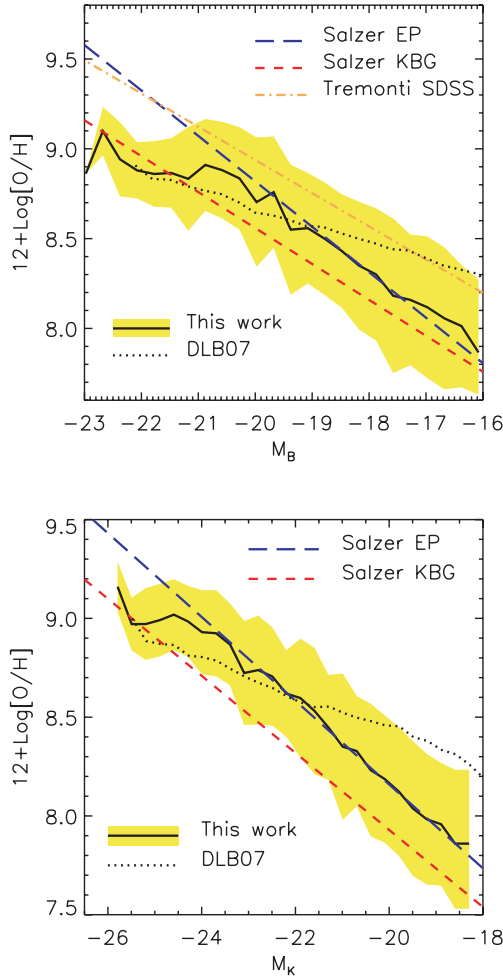 Salzer EP
Salzer KBG
Tremonti SDSS
9.5
9.0
8.5
8.0
12+Log[O/H]
This work
DLB07
−23 −22 −21 −20 −19 −18 −17 −16
M_B
9.5
9.0
8.5
8.0
7.5
12+Log[O/H]
Salzer EP
Salzer KBG
This work
DLB07
−26 −24 −22 −20 −18
M_K